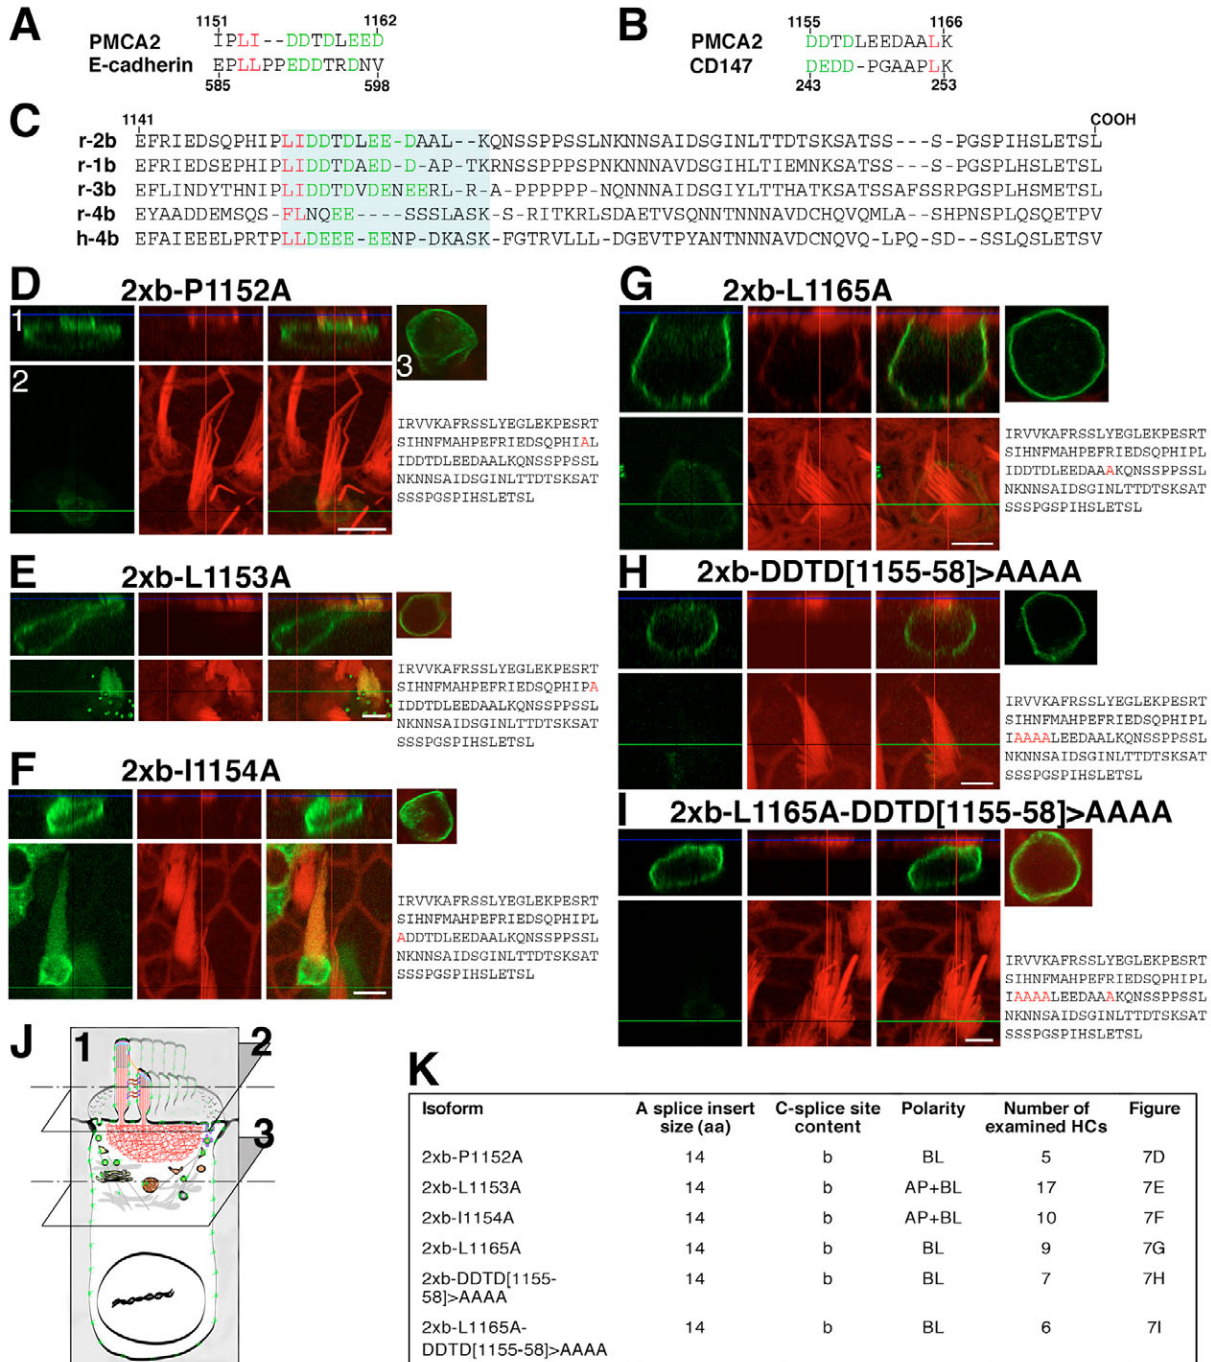 A
1151 1162
PMCA2 IPLI--DDTDLEED
E-cadherin EPLLPPEDDTRDNV
585 598
B
1155 1166
PMCA2 DDTDLEEDAALK
CD147 DEDD-PGAAPLK
243 253
C
1141 COOH
r-2b EFRIEDSQPHIPLIDDTDLEE-DAAL--KQNSSPPSSLNKNNSAIDSGINLTTDTSKSATSS---S-PGSPIHSLETSL
r-1b EFRIEDSEPHIPLIDDTDAED-D-AP-TKRNSSPPPSPNKNNNAVDSGIHLTIEMNKSATSS---S-PGSPLHSLETSL
r-3b EFLINDYTHNIPLIDDTDVDENEERLR-A-PPPPPPP-NQNNNAIDSGIYLTTHATKSATSSAFSSRPGSPLHSMETSL
r-4b EYAADDEMSQS-FLNQEE----SSSLASK-S-RITKRLSDAETVSQNNTNNNAVDCHQVQMLA--SHPNSPLQSQETPV
h-4b EFAIEEELPRTPLLDEEE-EENP-DKASK-FGTRVLLL-DGEVTPYANTNNNAVDCNQVQ-LPQ-SD--SSLQSLETSV
D
2xb-P1152A
1
2
3
IRVVKAFRSSLYEGLEKPESRT
SIHNFMAHPEFRIEDSQPHIAL
IDDTDLEEDAALKQNSSPPSSL
NKNNSAIDSGINLTTDTSKSAT
SSSPGSPIHSLETSL
E
2xb-L1153A
IRVVKAFRSSLYEGLEKPESRT
SIHNFMAHPEFRIEDSQPHIPA
IDDTDLEEDAALKQNSSPPSSL
NKNNSAIDSGINLTTDTSKSAT
SSSPGSPIHSLETSL
F
2xb-I1154A
IRVVKAFRSSLYEGLEKPESRT
SIHNFMAHPEFRIEDSQPHIPL
ADDTDLEEDAALKQNSSPPSSL
NKNNSAIDSGINLTTDTSKSAT
SSSPGSPIHSLETSL
G
2xb-L1165A
IRVVKAFRSSLYEGLEKPESRT
SIHNFMAHPEFRIEDSQPHIPL
IDDTDLEEDAAAKQNSSPPSSL
NKNNSAIDSGINLTTDTSKSAT
SSSPGSPIHSLETSL
H
2xb-DDTD[1155-58]>AAAA
IRVVKAFRSSLYEGLEKPESRT
SIHNFMAHPEFRIEDSQPHIPL
IAAAALEEDAALKQNSSPPSSL
NKNNSAIDSGINLTTDTSKSAT
SSSPGSPIHSLETSL
I
2xb-L1165A-DDTD[1155-58]>AAAA
IRVVKAFRSSLYEGLEKPESRT
SIHNFMAHPEFRIEDSQPHIPL
IAAAALEEDAAAKQNSSPPSSL
NKNNSAIDSGINLTTDTSKSAT
SSSPGSPIHSLETSL
J
1
2
3
K
Isoform A splice insert size (aa) C-splice site content Polarity Number of examined HCs Figure
2xb-P1152A 14 b BL 5 7D
2xb-L1153A 14 b AP+BL 17 7E
2xb-I1154A 14 b AP+BL 10 7F
2xb-L1165A 14 b BL 9 7G
2xb-DDTD[1155-58]>AAAA 14 b BL 7 7H
2xb-L1165A-DDTD[1155-58]>AAAA 14 b BL 6 7I